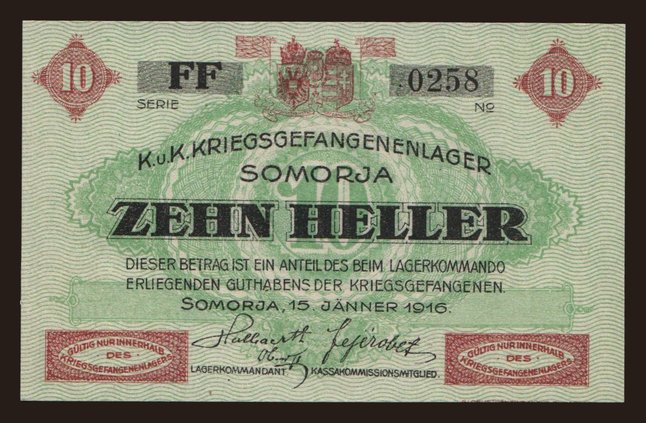 10 FF .0258 10
SERIE No
K.u.K.KRIEGSGEFANGENENLAGER
SOMORJA
10
ZEHN HELLER
DIESER BETRAG IST EIN ANTEIL DES BEIM LAGERKOMMANDO
ERLIEGENDEN GUTHABENS DER KRIEGSGEFANGENEN.
SOMORJA, 15. JÄNNER 1916.
GÜLTIG NUR INNERHALB
DES
KRIEGSGEFANGENENLAGERS
LAGERKOMMANDANT KASSAKOMMISSIONSMITGLIED.
GÜLTIG NUR INNERHALB
DES
KRIEGSGEFANGENENLAGERS